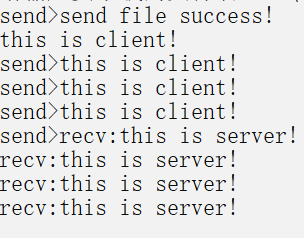 send>send file success!
this is client!
send>this is client!
send>this is client!
send>this is client!
send>recv:this is server!
recv:this is server!
recv:this is server!
recv:this is server!